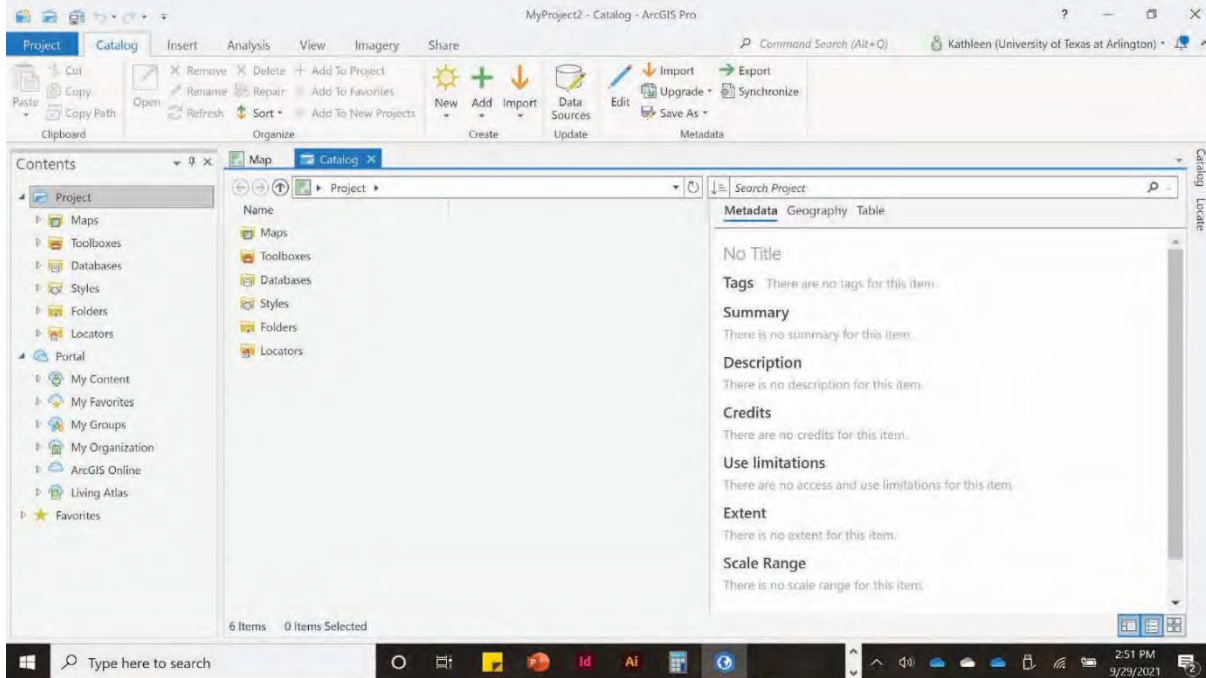 MyProject2 - Catalog - ArcGIS Pro
?
Project Catalog Insert Analysis View Imagery Share
Command Search (Alt+Q)
Kathleen (University of Texas at Arlington)
Paste
Cut
Copy
Copy Path
Clipboard
Open
Remove Delete Add To Project
Rename Repair Add To Favorites
Refresh Sort Add To New Projects
Organize
New Add Import
Create
Data Sources
Update
Edit
Import Export
Upgrade Synchronize
Save As
Metadata
Contents
Project
Maps
Toolboxes
Databases
Styles
Folders
Locators
Portal
My Content
My Favorites
My Groups
My Organization
ArcGIS Online
Living Atlas
Favorites
Map Catalog
Project
Name
Maps
Toolboxes
Databases
Styles
Folders
Locators
6 Items 0 Items Selected
Search Project
Metadata Geography Table
No Title
Tags There are no tags for this item.
Summary
There is no summary for this item.
Description
There is no description for this item.
Credits
There are no credits for this item.
Use limitations
There are no access and use limitations for this item.
Extent
There is no extent for this item.
Scale Range
There is no scale range for this item.
Catalog
Locate
Type here to search
Id
Ai
2:51 PM
9/29/2021
2